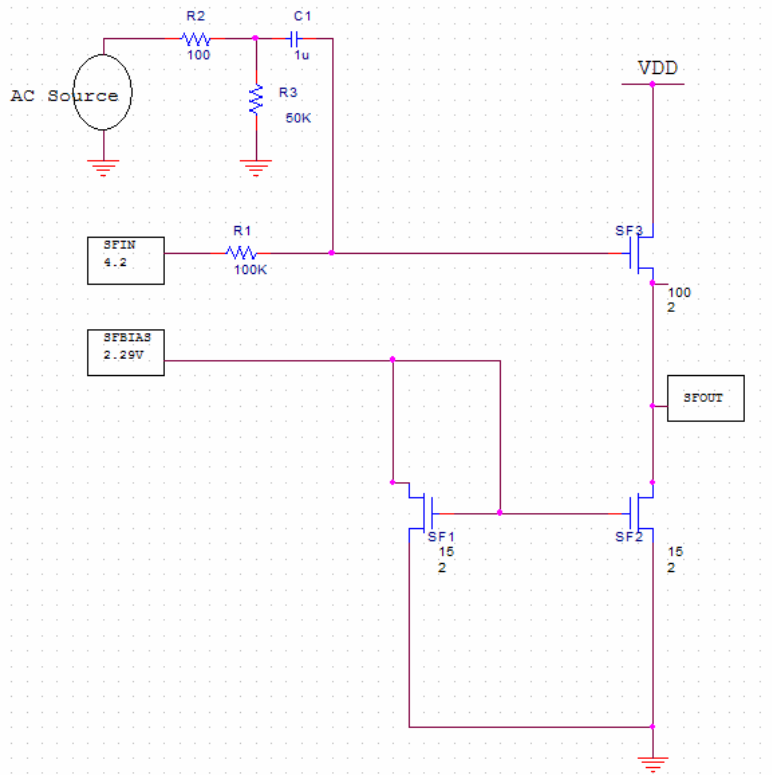 R2
C1
100
1u
AC Source
R3
50K
VDD
SFIN
4.2
R1
100K
SF3
100
2
SFBIAS
2.29V
SFOUT
SF1
15
2
SF2
15
2